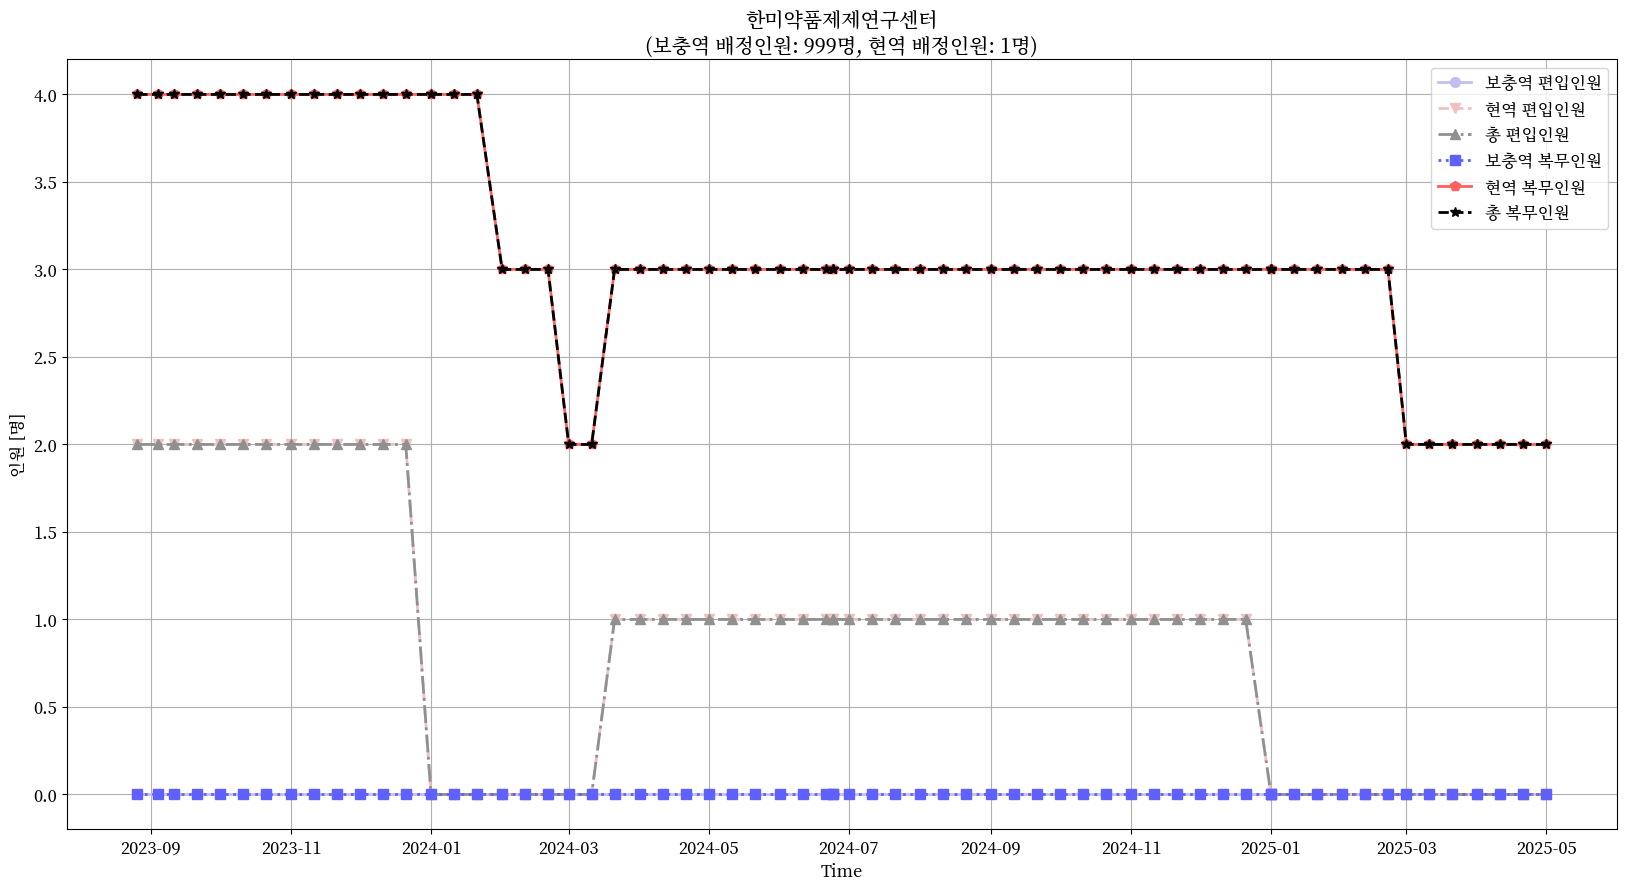 한미약품제제연구센터
(보충역 배정인원: 999명, 현역 배정인원: 1명)
보충역 편입인원
현역 편입인원
총 편입인원
보충역 복무인원
현역 복무인원
총 복무인원
인원 [명]
4.0
3.5
3.0
2.5
2.0
1.5
1.0
0.5
0.0
2023-09
2023-11
2024-01
2024-03
2024-05
2024-07
2024-09
2024-11
2025-01
2025-03
2025-05
Time